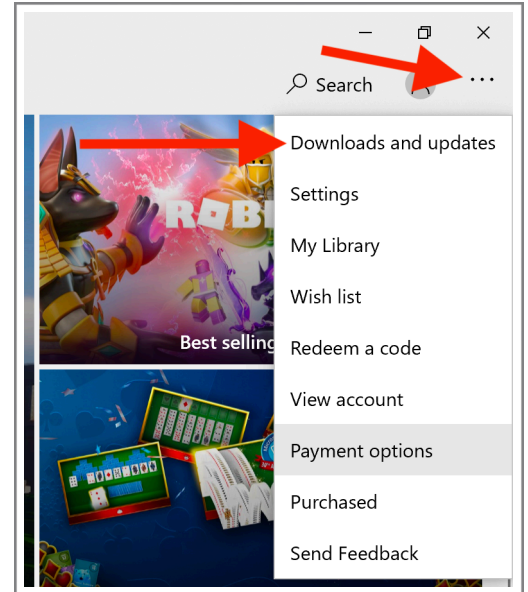 Search
Downloads and updates
Settings
My Library
Wish list
Redeem a code
View account
Payment options
Purchased
Send Feedback
Best selling